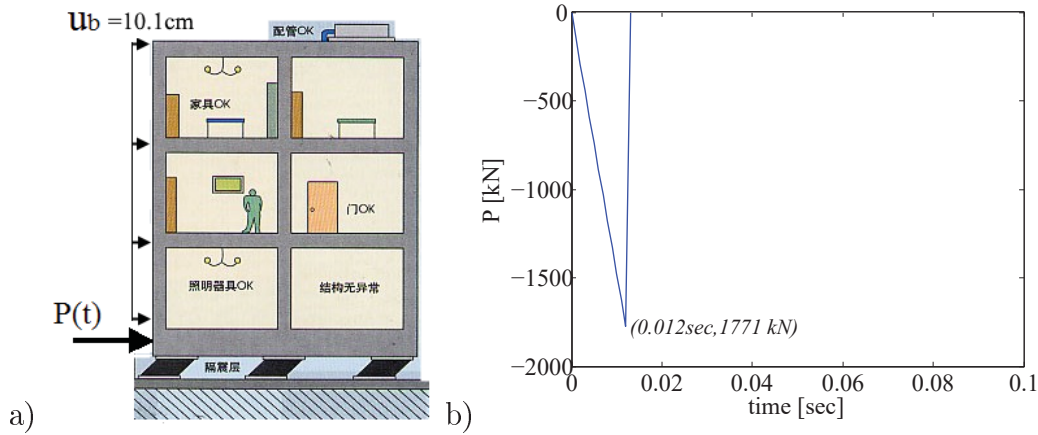 u_b =10.1cm
配管OK
家具OK
门OK
照明器具OK
结构无异常
P(t)
隔震层
a)
0
−500
−1000
−1500
−2000
P [kN]
(0.012sec,1771 kN)
0 0.02 0.04 0.06 0.08 0.1
time [sec]
b)